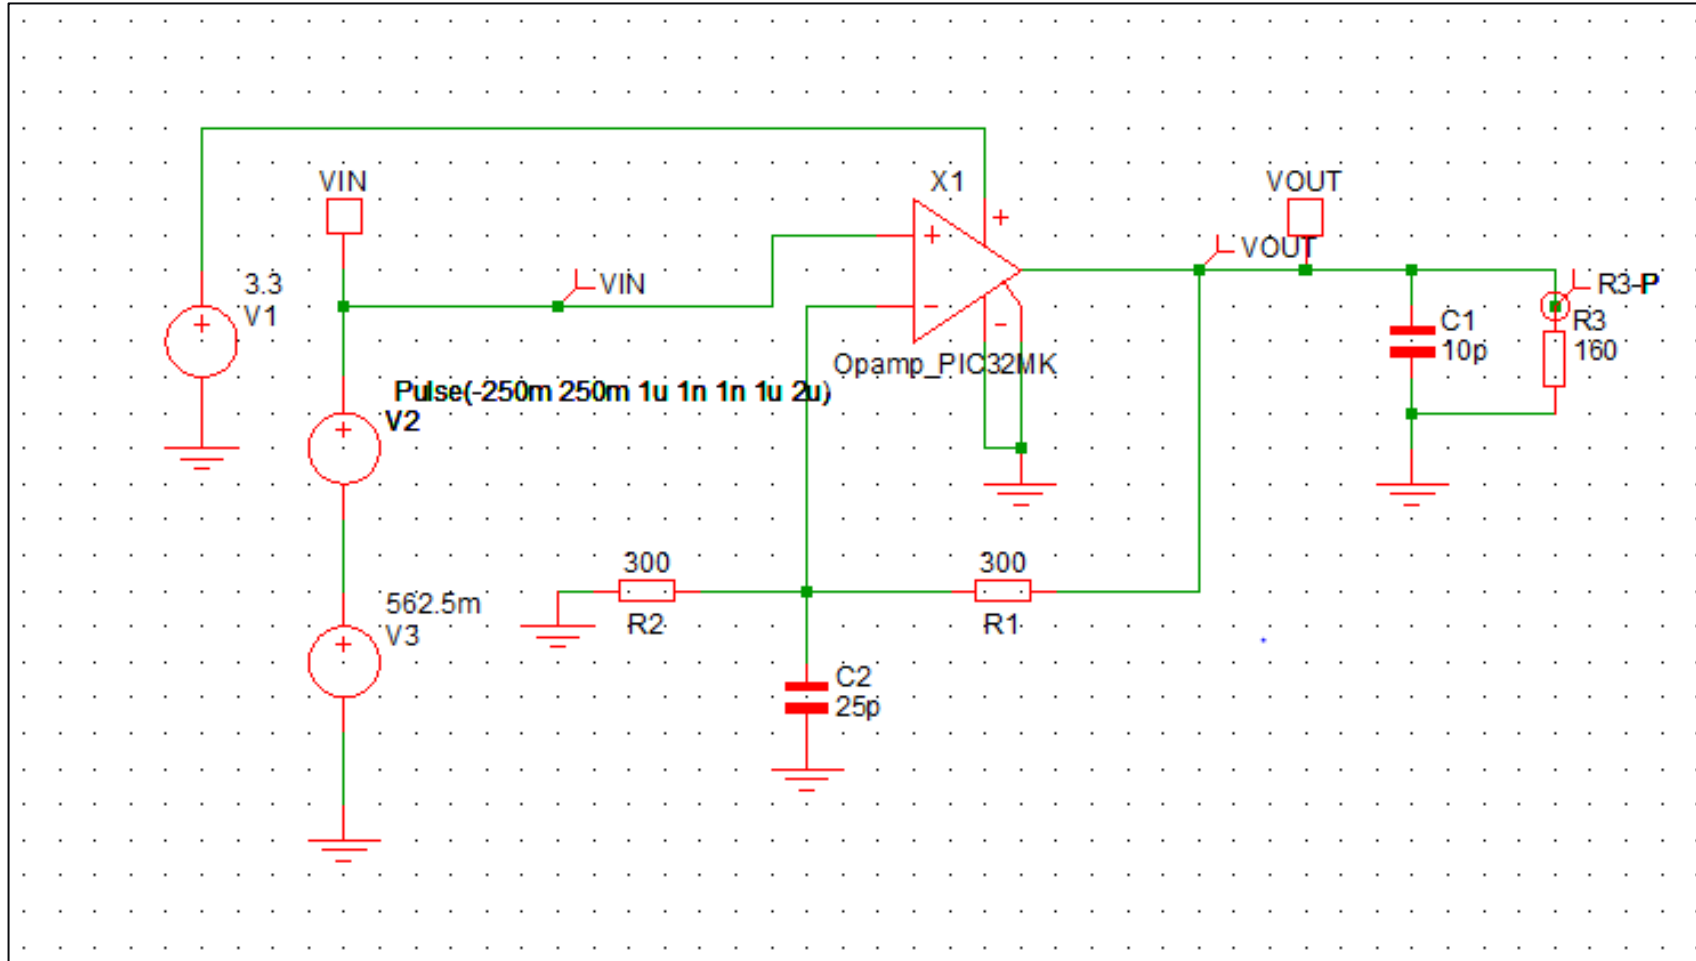 VIN
X1
VOUT
+
+
VIN
VOUT
R3-P
3.3
V1
+
-
-
C1
10p
R3
160
Opamp_PIC32MK
Pulse(-250m 250m 1u 1n 1n 1u 2u)
V2
+
300
R2
300
R1
562.5m
V3
+
C2
25p